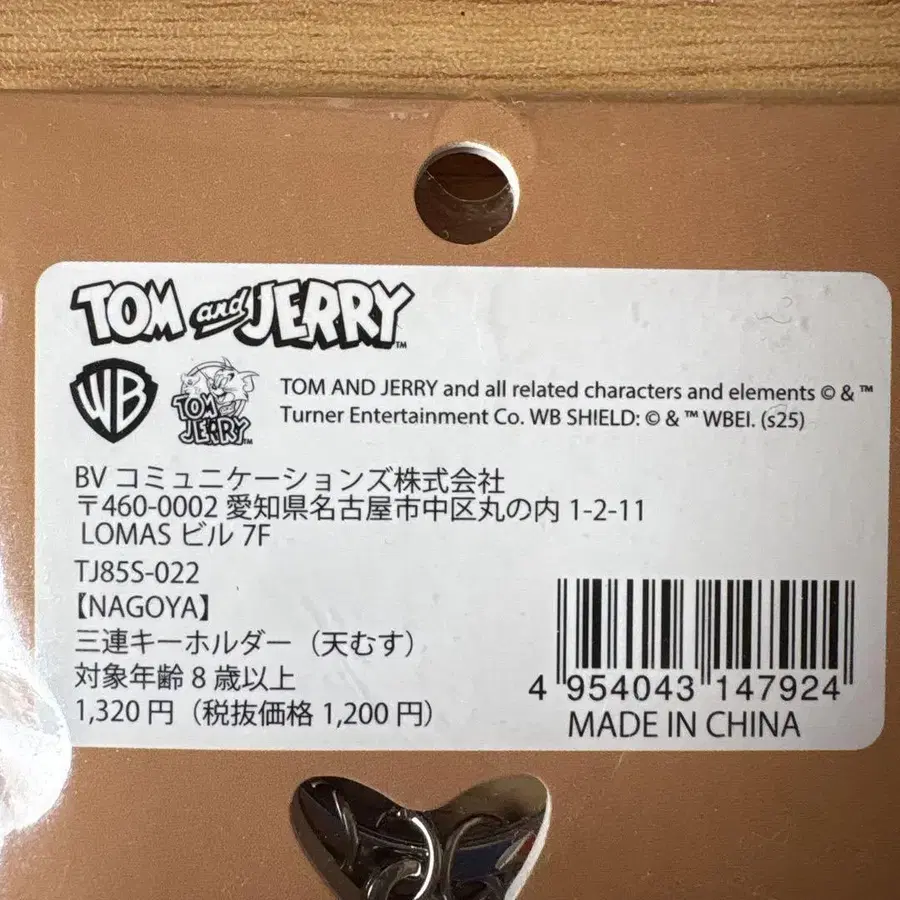 TOM and JERRY™
WB
TOM and JERRY™
TOM AND JERRY and all related characters and elements © & ™
Turner Entertainment Co. WB SHIELD: © & ™ WBEI. (s25)
BV コミュニケーションズ株式会社
〒460-0002 愛知県名古屋市中区丸の内 1-2-11
LOMAS ビル 7F
TJ85S-022
【NAGOYA】
三連キーホルダー（天むす）
対象年齢 8 歳以上
1,320 円（税抜価格 1,200 円）
4 954043 147924
MADE IN CHINA